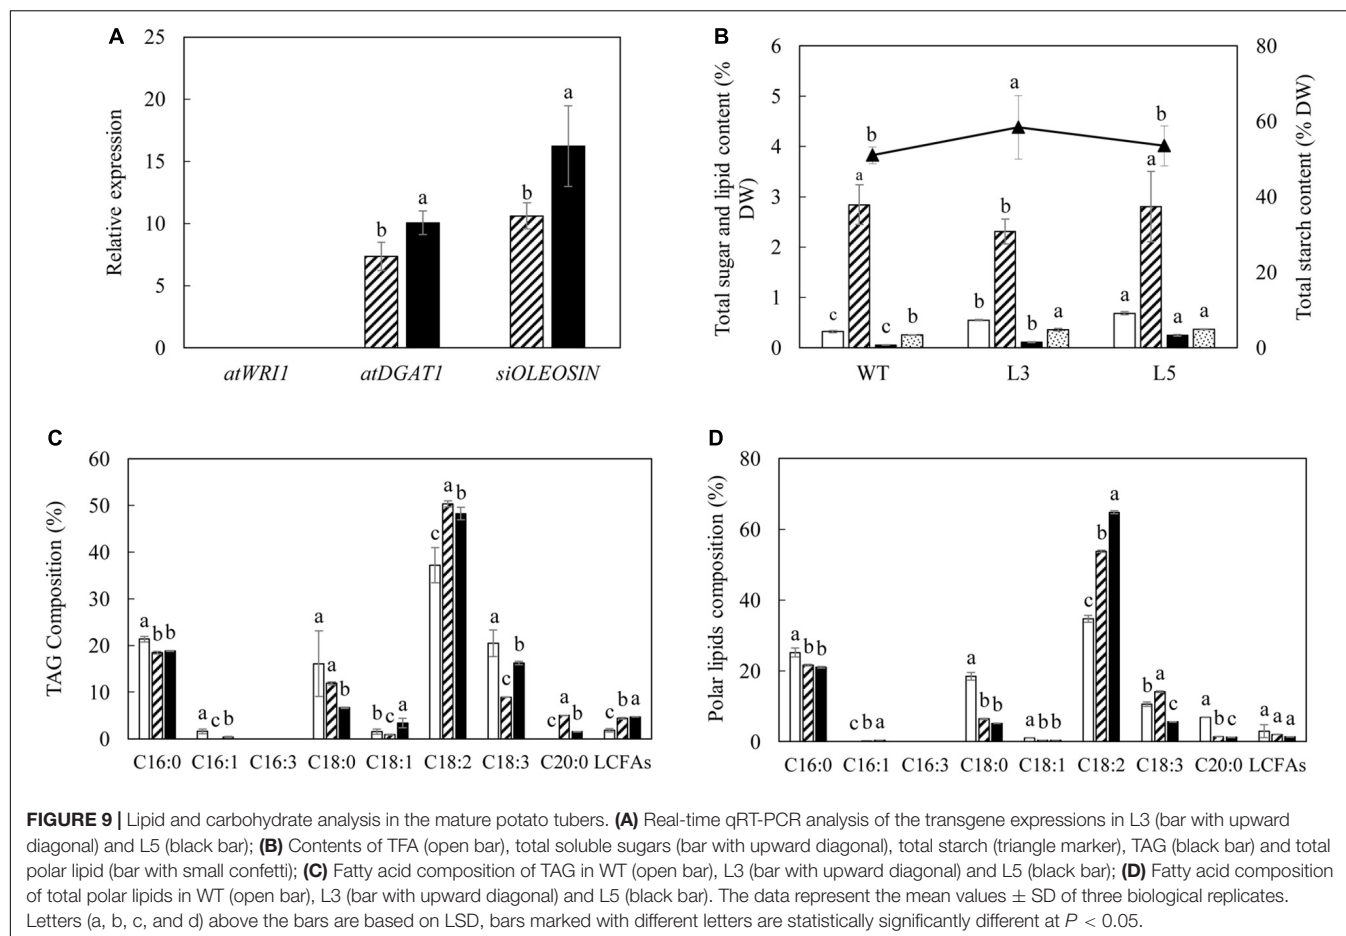 A
25
20
15
10
5
0
Relative expression
b
a
b
a
atWRI1
atDGAT1
siOLEOSIN
B
6
5
4
3
2
1
0
Total sugar and lipid content (%
DW)
80
60
40
20
0
Total starch content (% DW)
b
a
b
a
b
a
c
c
b
b
b
a
a
a
a
WT
L3
L5
C
60
50
40
30
20
10
0
TAG Composition (%)
a b b
a c b
a a b
b c a
c a b
a c b
c a b
c b a
C16:0 C16:1 C16:3 C18:0 C18:1 C18:2 C18:3 C20:0 LCFAs
D
80
60
40
20
0
Polar lipids composition (%)
a b b
c b a
a b b
a b b
c b a
b a c
a b c
a a a
C16:0 C16:1 C16:3 C18:0 C18:1 C18:2 C18:3 C20:0 LCFAs
FIGURE 9 | Lipid and carbohydrate analysis in the mature potato tubers. (A) Real-time qRT-PCR analysis of the transgene expressions in L3 (bar with upward
diagonal) and L5 (black bar); (B) Contents of TFA (open bar), total soluble sugars (bar with upward diagonal), total starch (triangle marker), TAG (black bar) and total
polar lipid (bar with small confetti); (C) Fatty acid composition of TAG in WT (open bar), L3 (bar with upward diagonal) and L5 (black bar); (D) Fatty acid composition
of total polar lipids in WT (open bar), L3 (bar with upward diagonal) and L5 (black bar). The data represent the mean values ± SD of three biological replicates.
Letters (a, b, c, and d) above the bars are based on LSD, bars marked with different letters are statistically significantly different at P < 0.05.